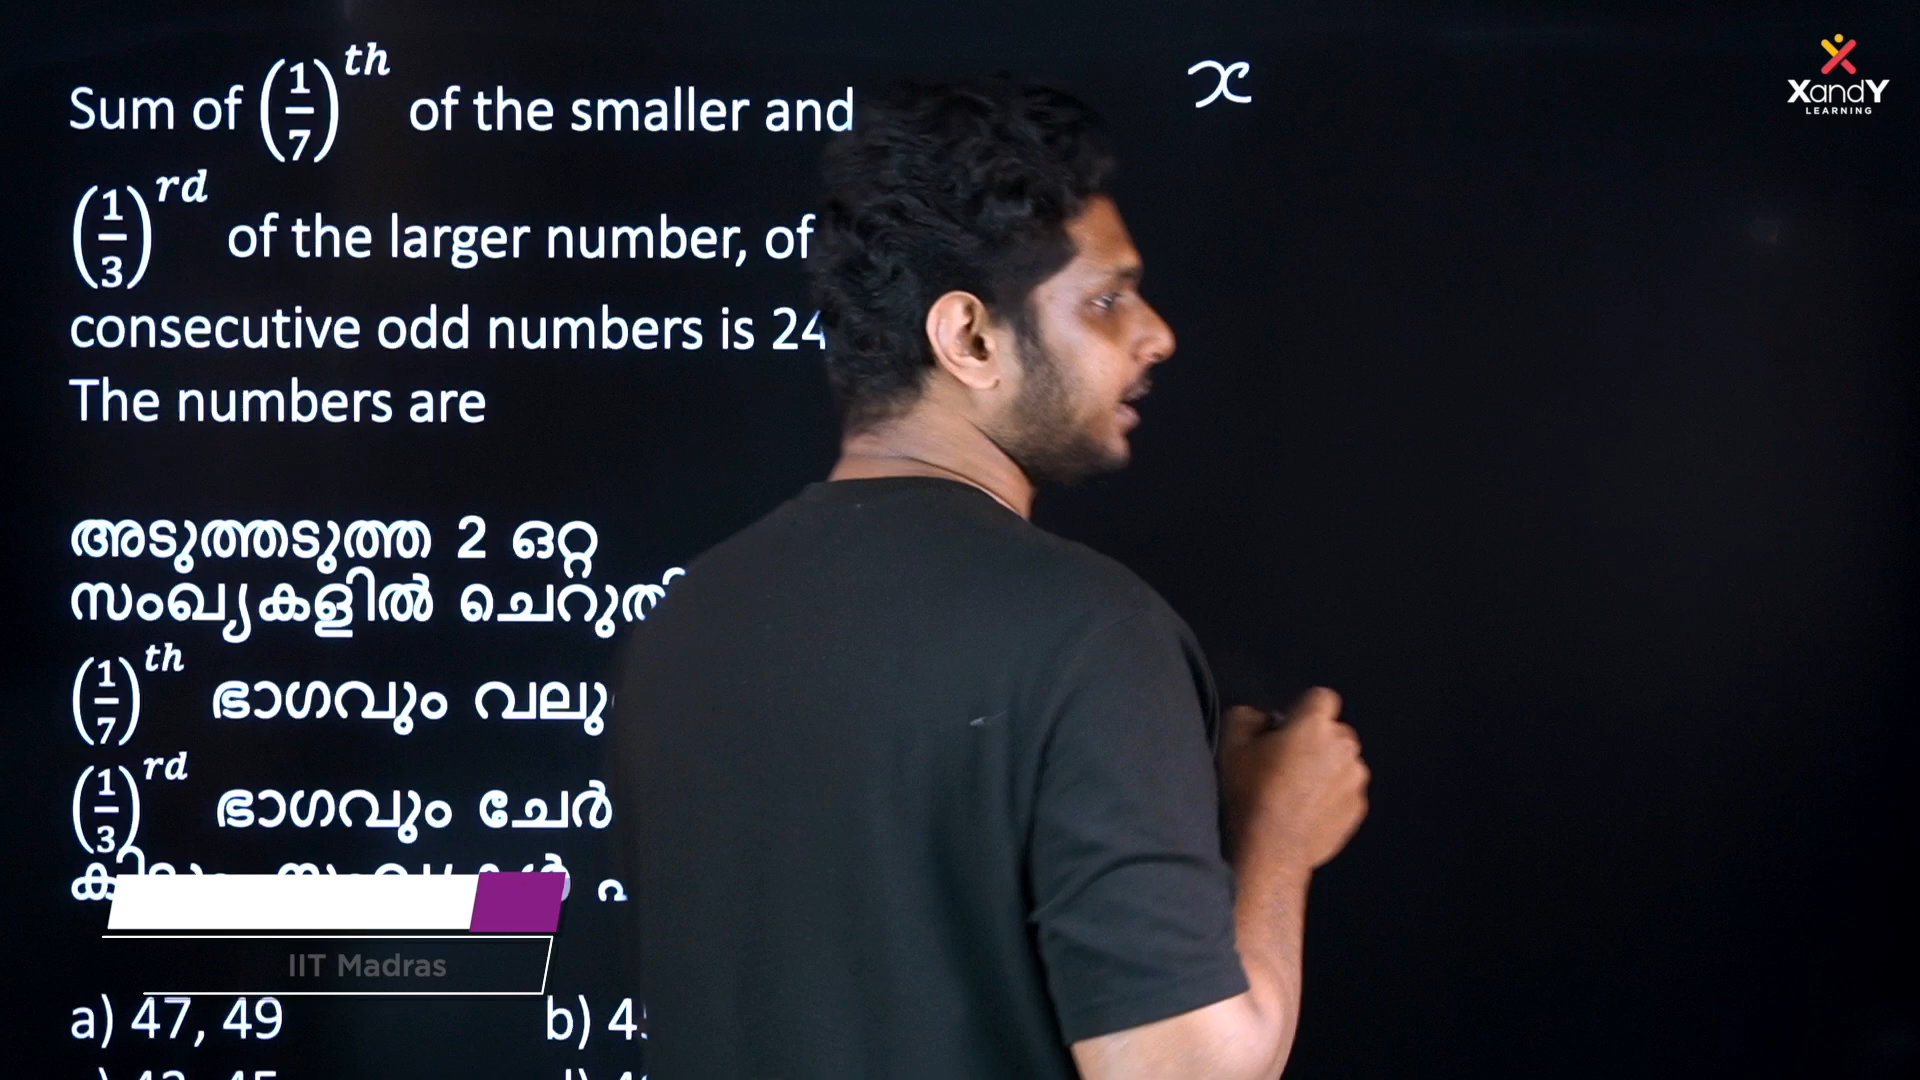 Sum of (1/7)^th of the smaller and
(1/3)^rd of the larger number, of
consecutive odd numbers is 24
The numbers are
അടുത്തടുത്ത 2 ഒറ്റ
സംഖ്യകളിൽ
(1/7)^th ഭാഗവും
(1/3)^rd ഭാഗവും ചേർ
IIT Madras
a) 47, 49
b)
x
XandY
LEARNING